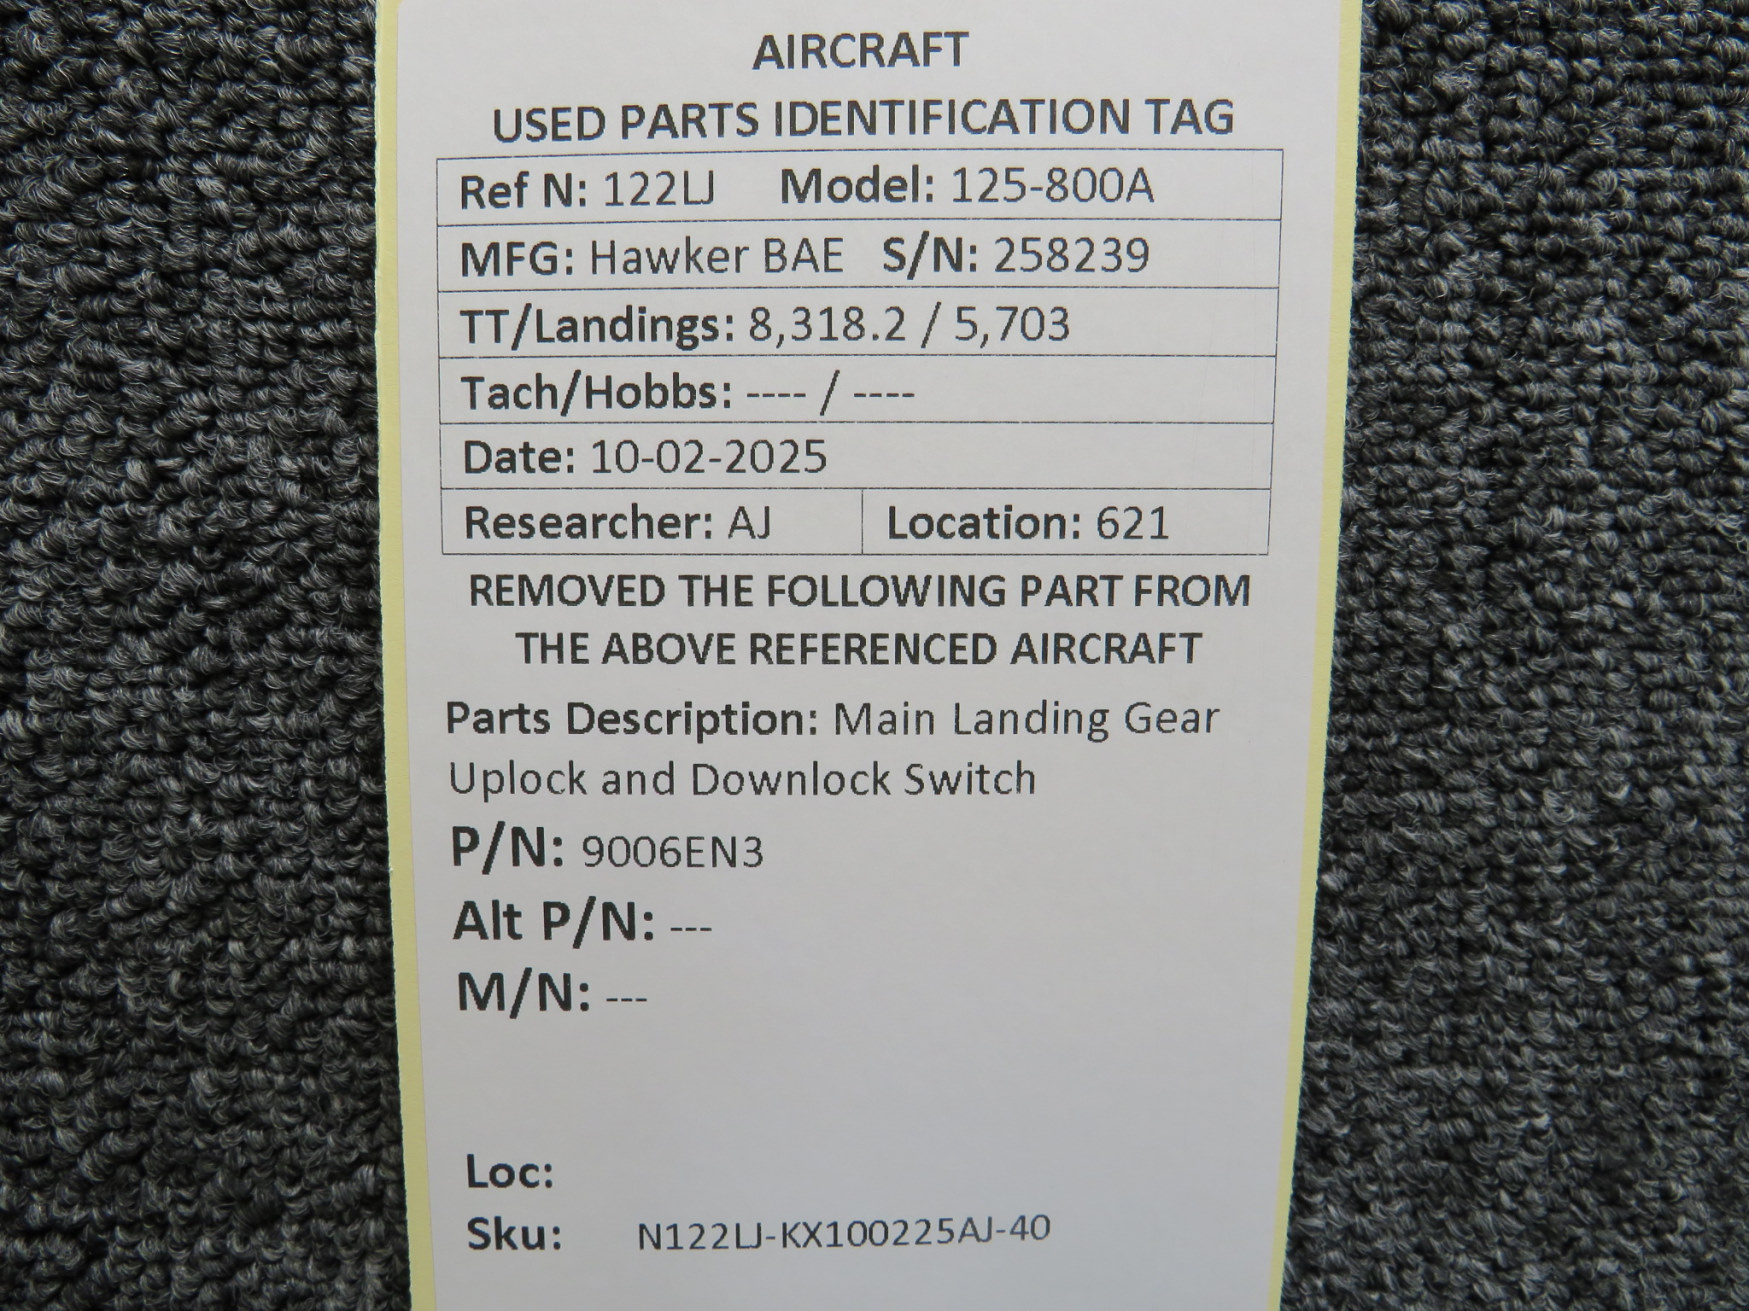 AIRCRAFT
USED PARTS IDENTIFICATION TAG
Ref N: 122LJ Model: 125-800A
MFG: Hawker BAE S/N: 258239
TT/Landings: 8,318.2 / 5,703
Tach/Hobbs: ---- / ----
Date: 10-02-2025
Researcher: AJ Location: 621
REMOVED THE FOLLOWING PART FROM
THE ABOVE REFERENCED AIRCRAFT
Parts Description: Main Landing Gear
Uplock and Downlock Switch
P/N: 9006EN3
Alt P/N: ---
M/N: ---
Loc:
Sku: N122LJ-KX100225AJ-40